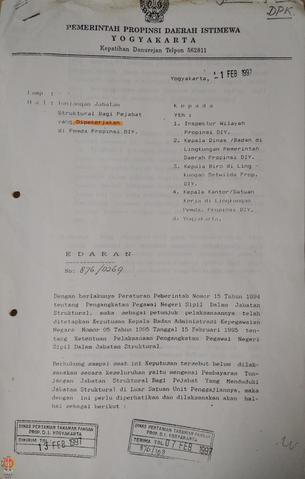 DPK
PEMERINTAH PROPINSI DAERAH ISTIMEWA
YOGYAKARTA
Kepatihan Danurejan Telpon 562811
Yogyakarta, 1 FEB 1997
Lamp. :
H a l : Tunjangan Jabatan
Struktural Bagi Pejabat
yang Dipekerjakan
di Pemda Propinsi DIY.
K e p a d a
Yth :
1. Inspektur Wilayah
Propinsi DIY.
2. Kepala Dinas /Badan di
Lingkungan Pemerintah
Daerah Propinsi DIY.
3. Kepala Biro di Ling -
kungan Setwilda Prop.
DIY.
4. Kepala Kantor/Satuan
Kerja di Lingkungan
Pemda. Propinsi DIY.
di Yogyakarta.
E D A R A N
No: 876/0269
Dengan berlakunya Peraturan Pemerintah Nomor 15 Tahun 1994
tentang Pengangkatan Pegawai Negeri Sipil Dalam Jabatan
Struktural, maka sebagai petunjuk pelaksanaannya telah
ditetapkan Keputusan Kepala Badan Administrasi Kepegawaian
Negara Nomor 05 Tahun 1995 Tanggal 15 Februari 1995 tentang
Ketentuan Pelaksanaan Pengangkatan Pegawai Negeri
Sipil Dalam Jabatan Struktural.
Berhubung sampai saat ini Keputusan tersebut belum dilak-
sanakan secara keseluruhan yaitu mengenai Pembayaran Tun-
jangan Jabatan Struktural Bagi Pejabat Yang Menduduki
Jabatan Struktural di Luar Satuan Unit Penggajiannya, maka
dengan ini perlu diperhatikan dan dilaksanakan akan hal-
hal sebagai berikut :
DINAS PERTANIAN TANAMAN PANGAN
PROP. D.I. YOGYAKARTA
13 FEB 1997
DINAS PERTANIAN TANAMAN PANGAN
PROP. D.I. YOGYAKARTA
TERIMA TGL. FEB 1997